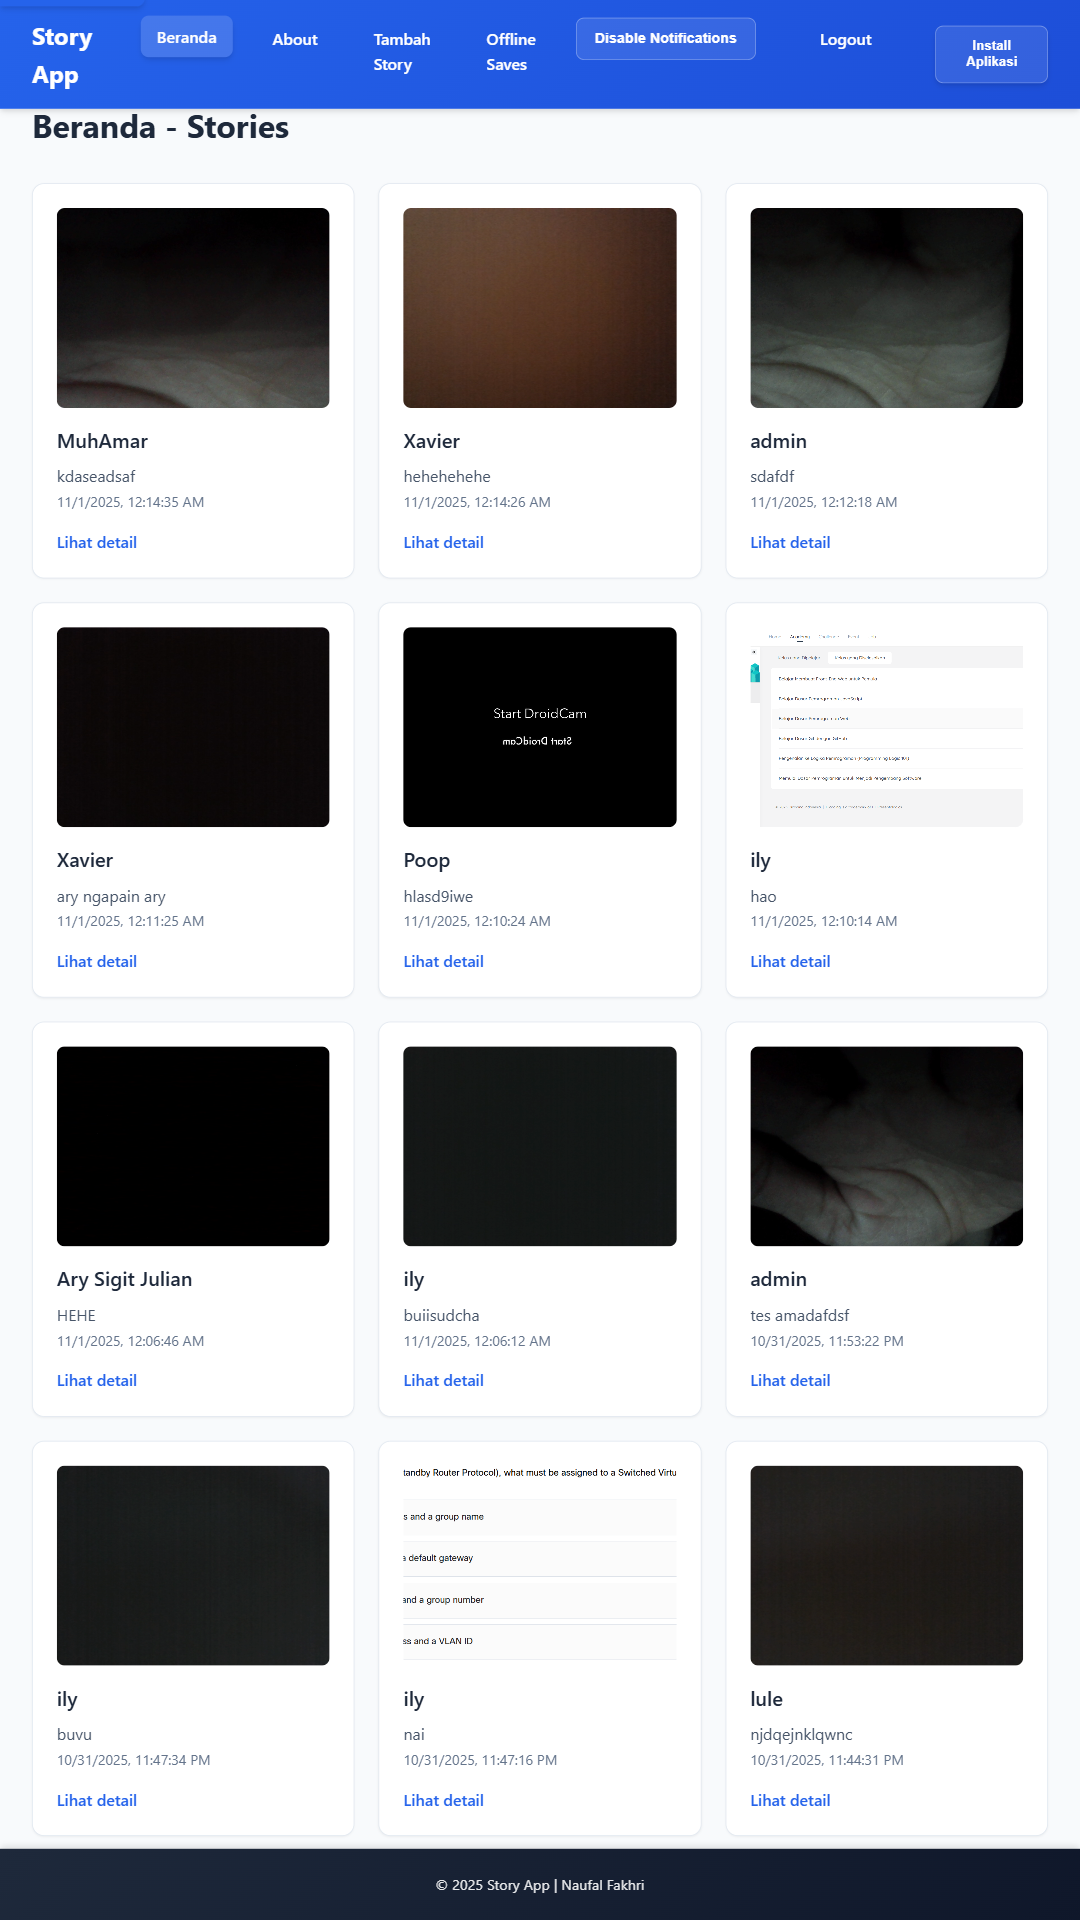 Story App
Beranda
About
Tambah Story
Offline Saves
Disable Notifications
Logout
Install Aplikasi
Beranda - Stories
MuhAmar
kdaseadsaf
11/1/2025, 12:14:35 AM
Lihat detail
Xavier
hehehehehe
11/1/2025, 12:14:26 AM
Lihat detail
admin
sdafdf
11/1/2025, 12:12:18 AM
Lihat detail
Xavier
ary ngapain ary
11/1/2025, 12:11:25 AM
Lihat detail
Start DroidCam
Start DroidCam
Poop
hlasd9iwe
11/1/2025, 12:10:24 AM
Lihat detail
Academy
ily
hao
11/1/2025, 12:10:14 AM
Lihat detail
Ary Sigit Julian
HEHE
11/1/2025, 12:06:46 AM
Lihat detail
ily
buiisudcha
11/1/2025, 12:06:12 AM
Lihat detail
admin
tes amadafdsf
10/31/2025, 11:53:22 PM
Lihat detail
ily
buvu
10/31/2025, 11:47:34 PM
Lihat detail
tandby Router Protocol), what must be assigned to a Switched Virtu
s and a group name
a default gateway
and a group number
ss and a VLAN ID
ily
nai
10/31/2025, 11:47:16 PM
Lihat detail
lule
njdqejnklqwnc
10/31/2025, 11:44:31 PM
Lihat detail
© 2025 Story App | Naufal Fakhri